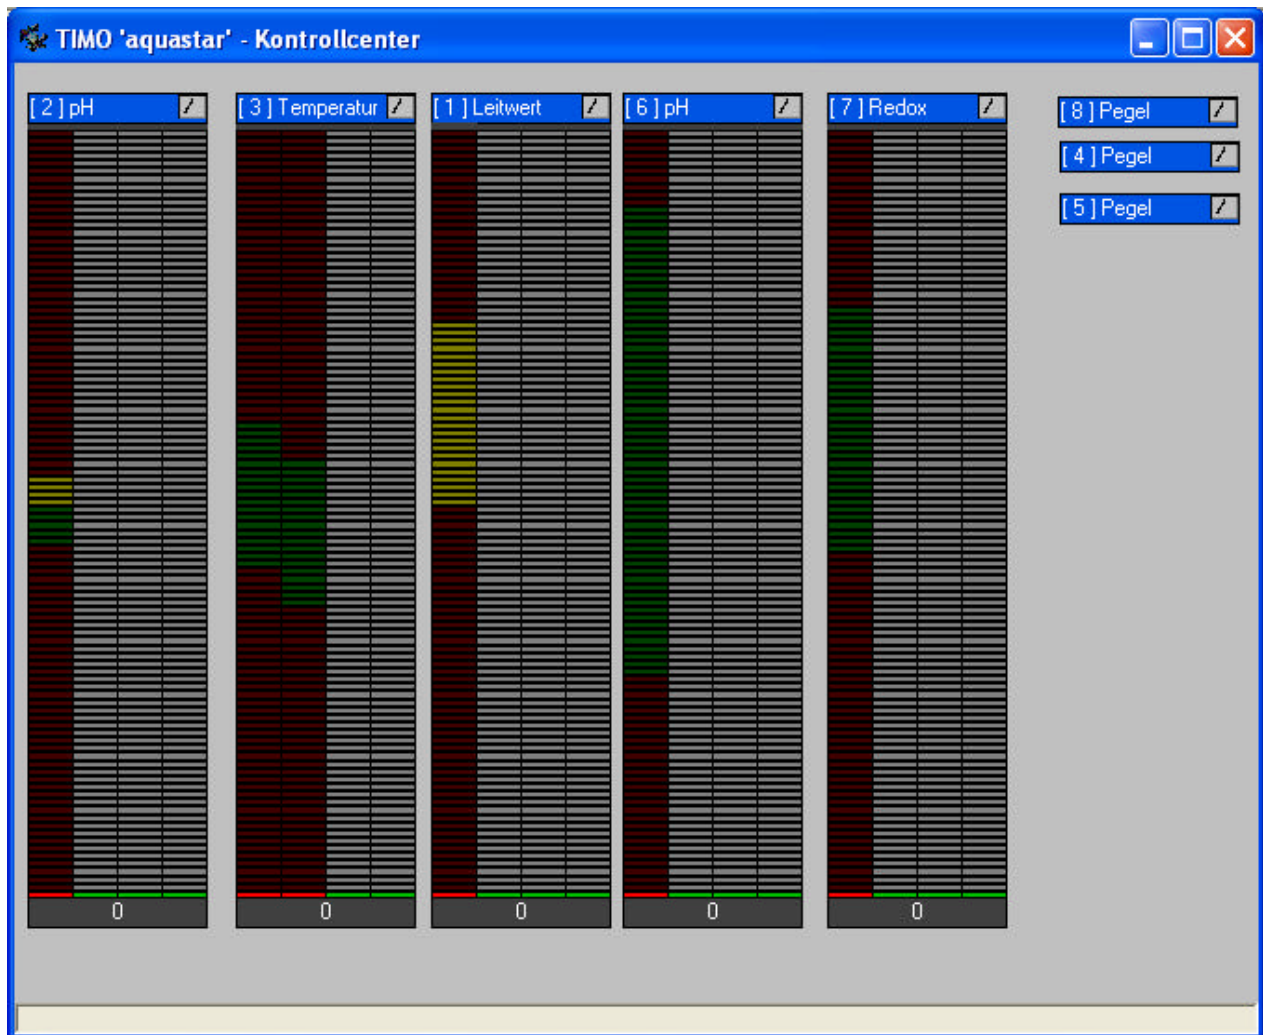 TIMO 'aquastar' - Kontrollcenter
[ 2 ] pH
[ 3 ] Temperatur
[ 1 ] Leitwert
[ 6 ] pH
[ 7 ] Redox
[ 8 ] Pegel
[ 4 ] Pegel
[ 5 ] Pegel
0
0
0
0
0